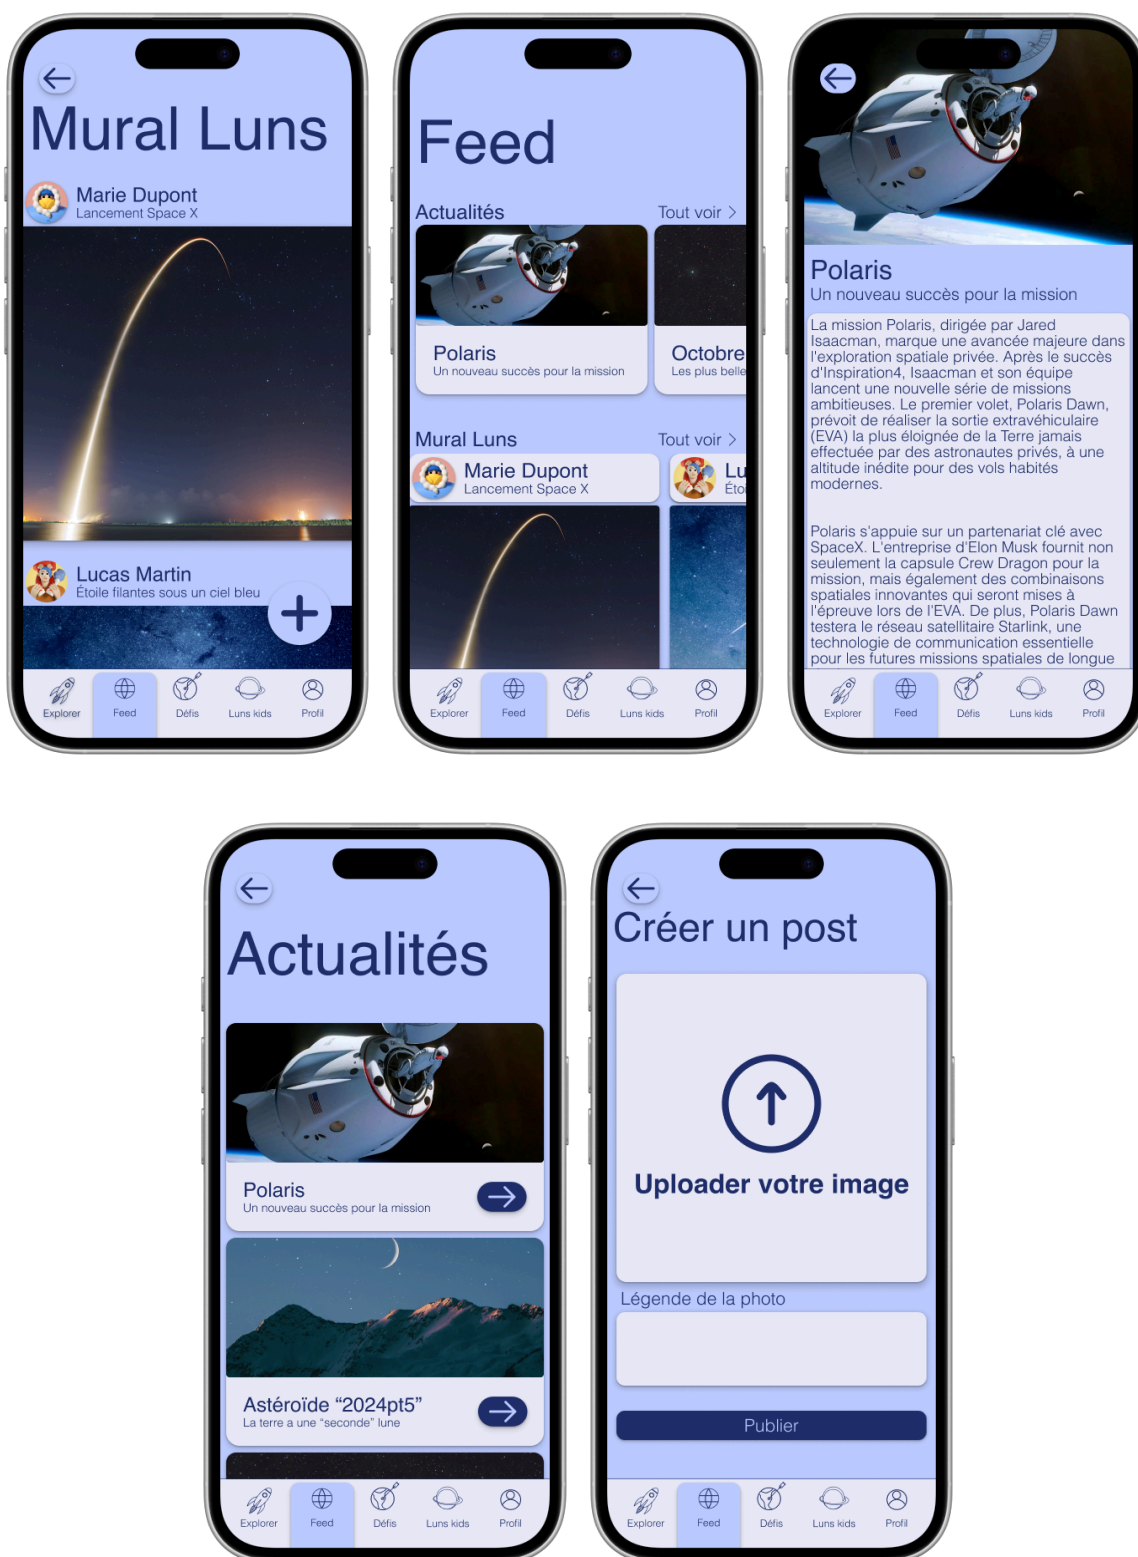 Mural Luns
Marie Dupont
Lancement Space X
Lucas Martin
Étoile filantes sous un ciel bleu
Explorer
Feed
Défis
Luns kids
Profil
Feed
Actualités
Tout voir >
Polaris
Un nouveau succès pour la mission
Octobre
Les plus belle
Mural Luns
Tout voir >
Marie Dupont
Lancement Space X
Lu
Étoi
Explorer
Feed
Défis
Luns kids
Profil
Polaris
Un nouveau succès pour la mission
La mission Polaris, dirigée par Jared
Isaacman, marque une avancée majeure dans
l'exploration spatiale privée. Après le succès
d'Inspiration4, Isaacman et son équipe
lancent une nouvelle série de missions
ambitieuses. Le premier volet, Polaris Dawn,
prévoit de réaliser la sortie extravéhiculaire
(EVA) la plus éloignée de la Terre jamais
effectuée par des astronautes privés, à une
altitude inédite pour des vols habités
modernes.
Polaris s'appuie sur un partenariat clé avec
SpaceX. L'entreprise d'Elon Musk fournit non
seulement la capsule Crew Dragon pour la
mission, mais également des combinaisons
spatiales innovantes qui seront mises à
l'épreuve lors de l'EVA. De plus, Polaris Dawn
testera le réseau satellitaire Starlink, une
technologie de communication essentielle
pour les futures missions spatiales de longue
Explorer
Feed
Défis
Luns kids
Profil
Actualités
Polaris
Un nouveau succès pour la mission
Astéroïde “2024pt5”
La terre a une “seconde” lune
Explorer
Feed
Défis
Luns kids
Profil
Créer un post
Uploader votre image
Légende de la photo
Publier
Explorer
Feed
Défis
Luns kids
Profil